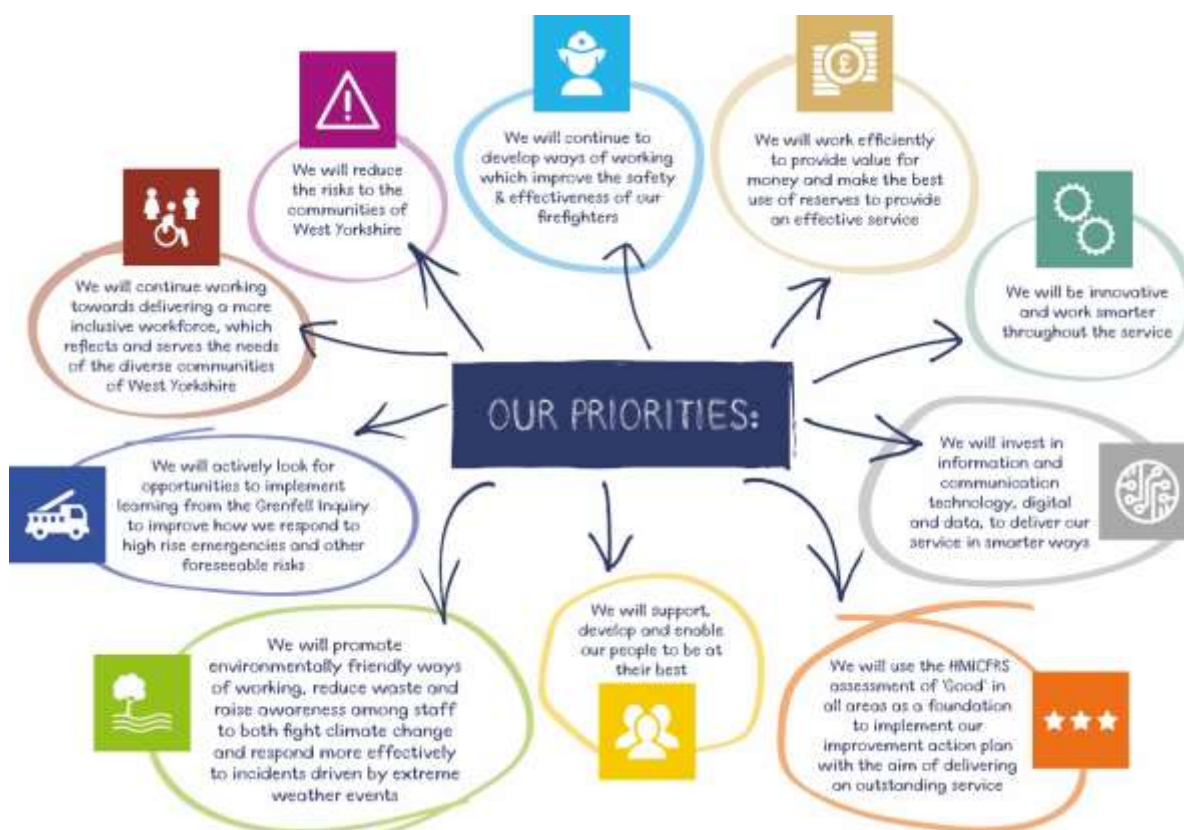 OUR PRIORITIES:
We will reduce
the risks to the
communities of
West Yorkshire
We will continue to
develop ways of working
which improve the safety
& effectiveness of our
firefighters
We will work efficiently
to provide value for
money and make the best
use of reserves to provide
an effective service
We will be innovative
and work smarter
throughout the service
We will invest in
information and
communication
technology, digital
and data, to deliver our
service in smarter ways
We will use the HMICFRS
assessment of 'Good' in
all areas as a foundation
to implement our
improvement action plan
with the aim of delivering
an outstanding service
We will support,
develop and enable
our people to be at
their best
We will promote
environmentally friendly ways
of working, reduce waste and
raise awareness among staff
to both fight climate change
and respond more effectively
to incidents driven by extreme
weather events
We will actively look for
opportunities to implement
learning from the Grenfell Inquiry
to improve how we respond to
high rise emergencies and other
foreseeable risks
We will continue working
towards delivering a more
inclusive workforce, which
reflects and serves the needs
of the diverse communities
of West Yorkshire